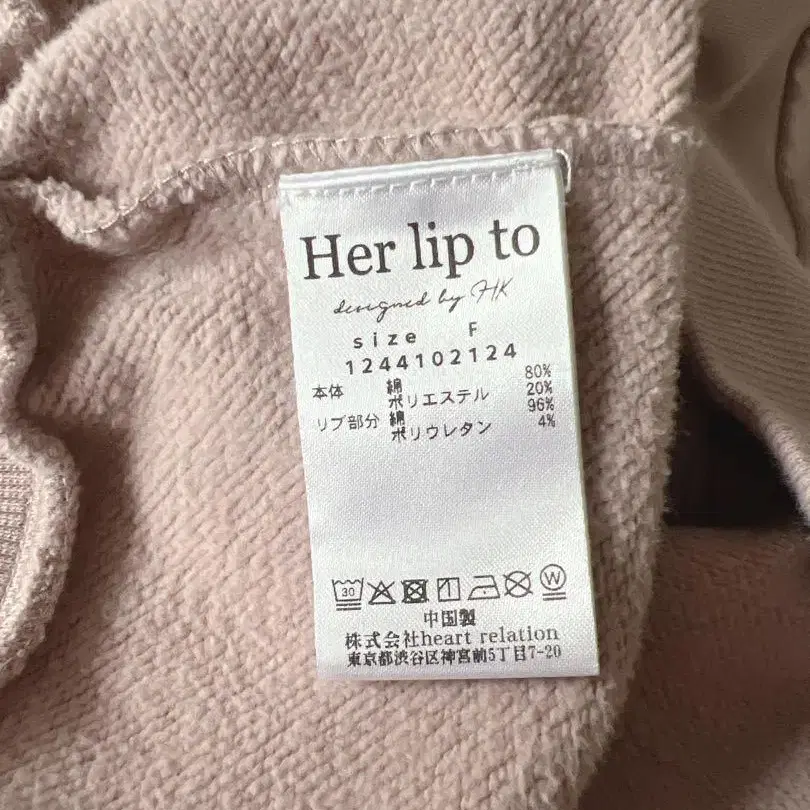 Her lip to
designed by HK
size F
1244102124
本体 綿 80%
ポリエステル 20%
リブ部分 綿 96%
ポリウレタン 4%
30 W
中国製
株式会社heart relation
東京都渋谷区神宮前5丁目7-20